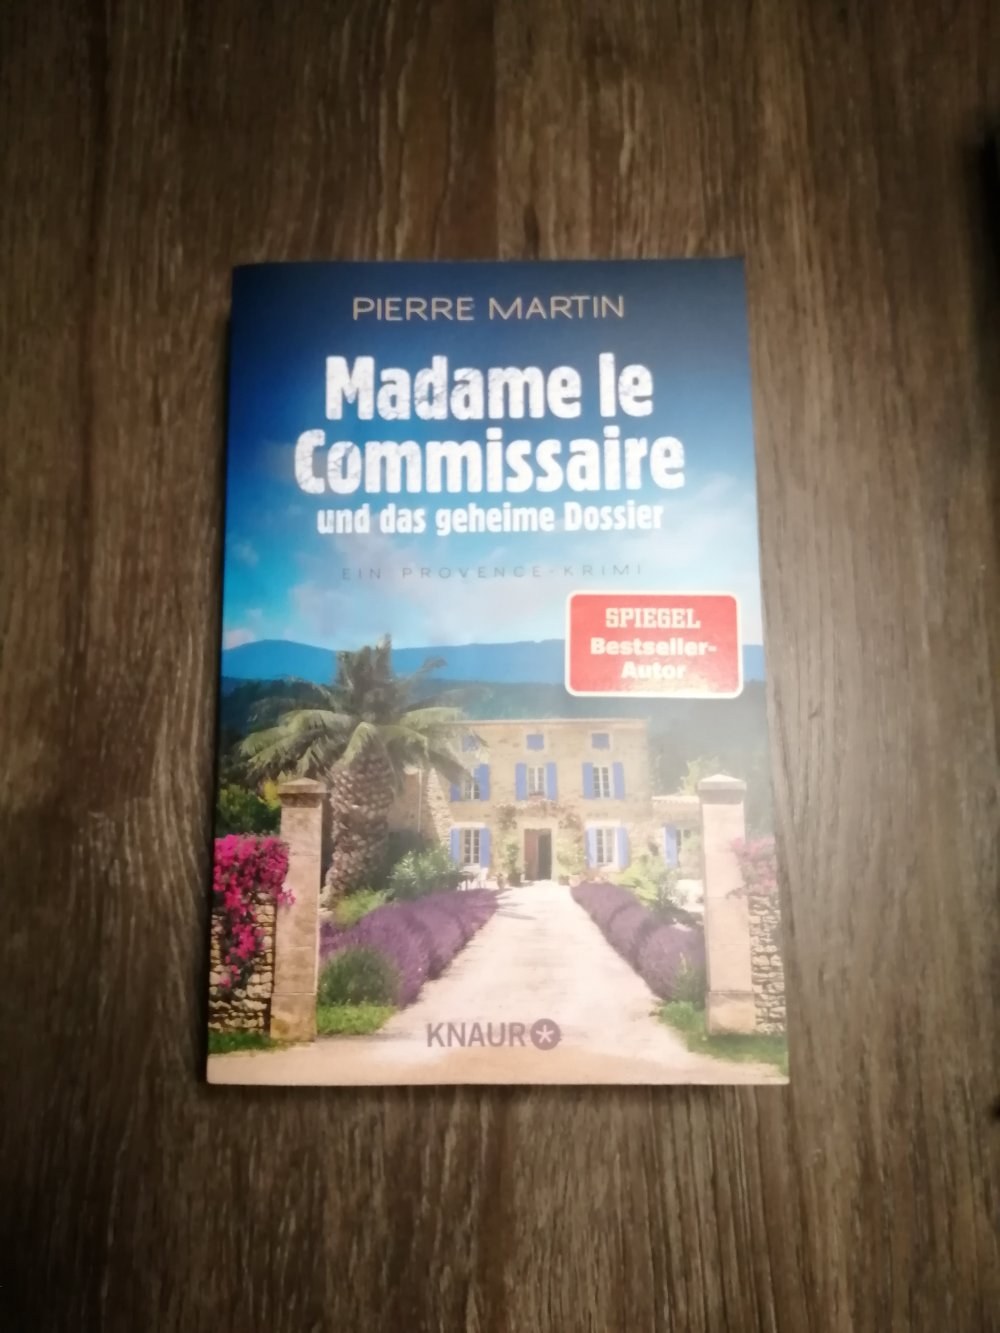 PIERRE MARTIN
Madame le
Commissaire
und das geheime Dossier
EIN PROVENCE-KRIMI
SPIEGEL
Bestseller-
Autor
KNAUR